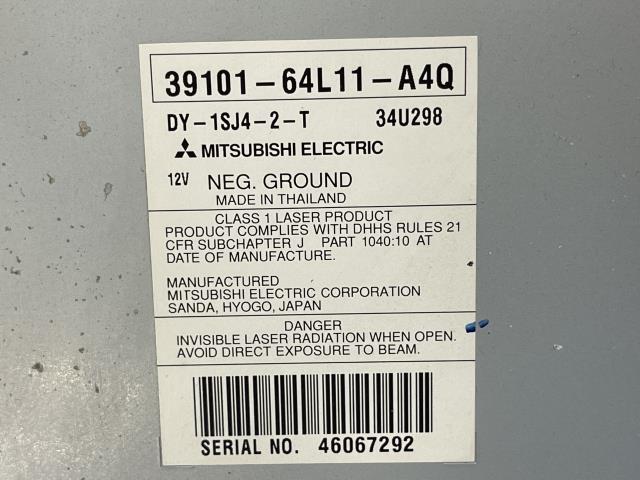 39101-64L11-A4Q
DY-1SJ4-2-T 34U298
MITSUBISHI ELECTRIC
12V NEG. GROUND
MADE IN THAILAND
CLASS 1 LASER PRODUCT
PRODUCT COMPLIES WITH DHHS RULES 21
CFR SUBCHAPTER J PART 1040:10 AT
DATE OF MANUFACTURE.
MANUFACTURED
MITSUBISHI ELECTRIC CORPORATION
SANDA, HYOGO, JAPAN
DANGER
INVISIBLE LASER RADIATION WHEN OPEN.
AVOID DIRECT EXPOSURE TO BEAM.
SERIAL NO. 46067292